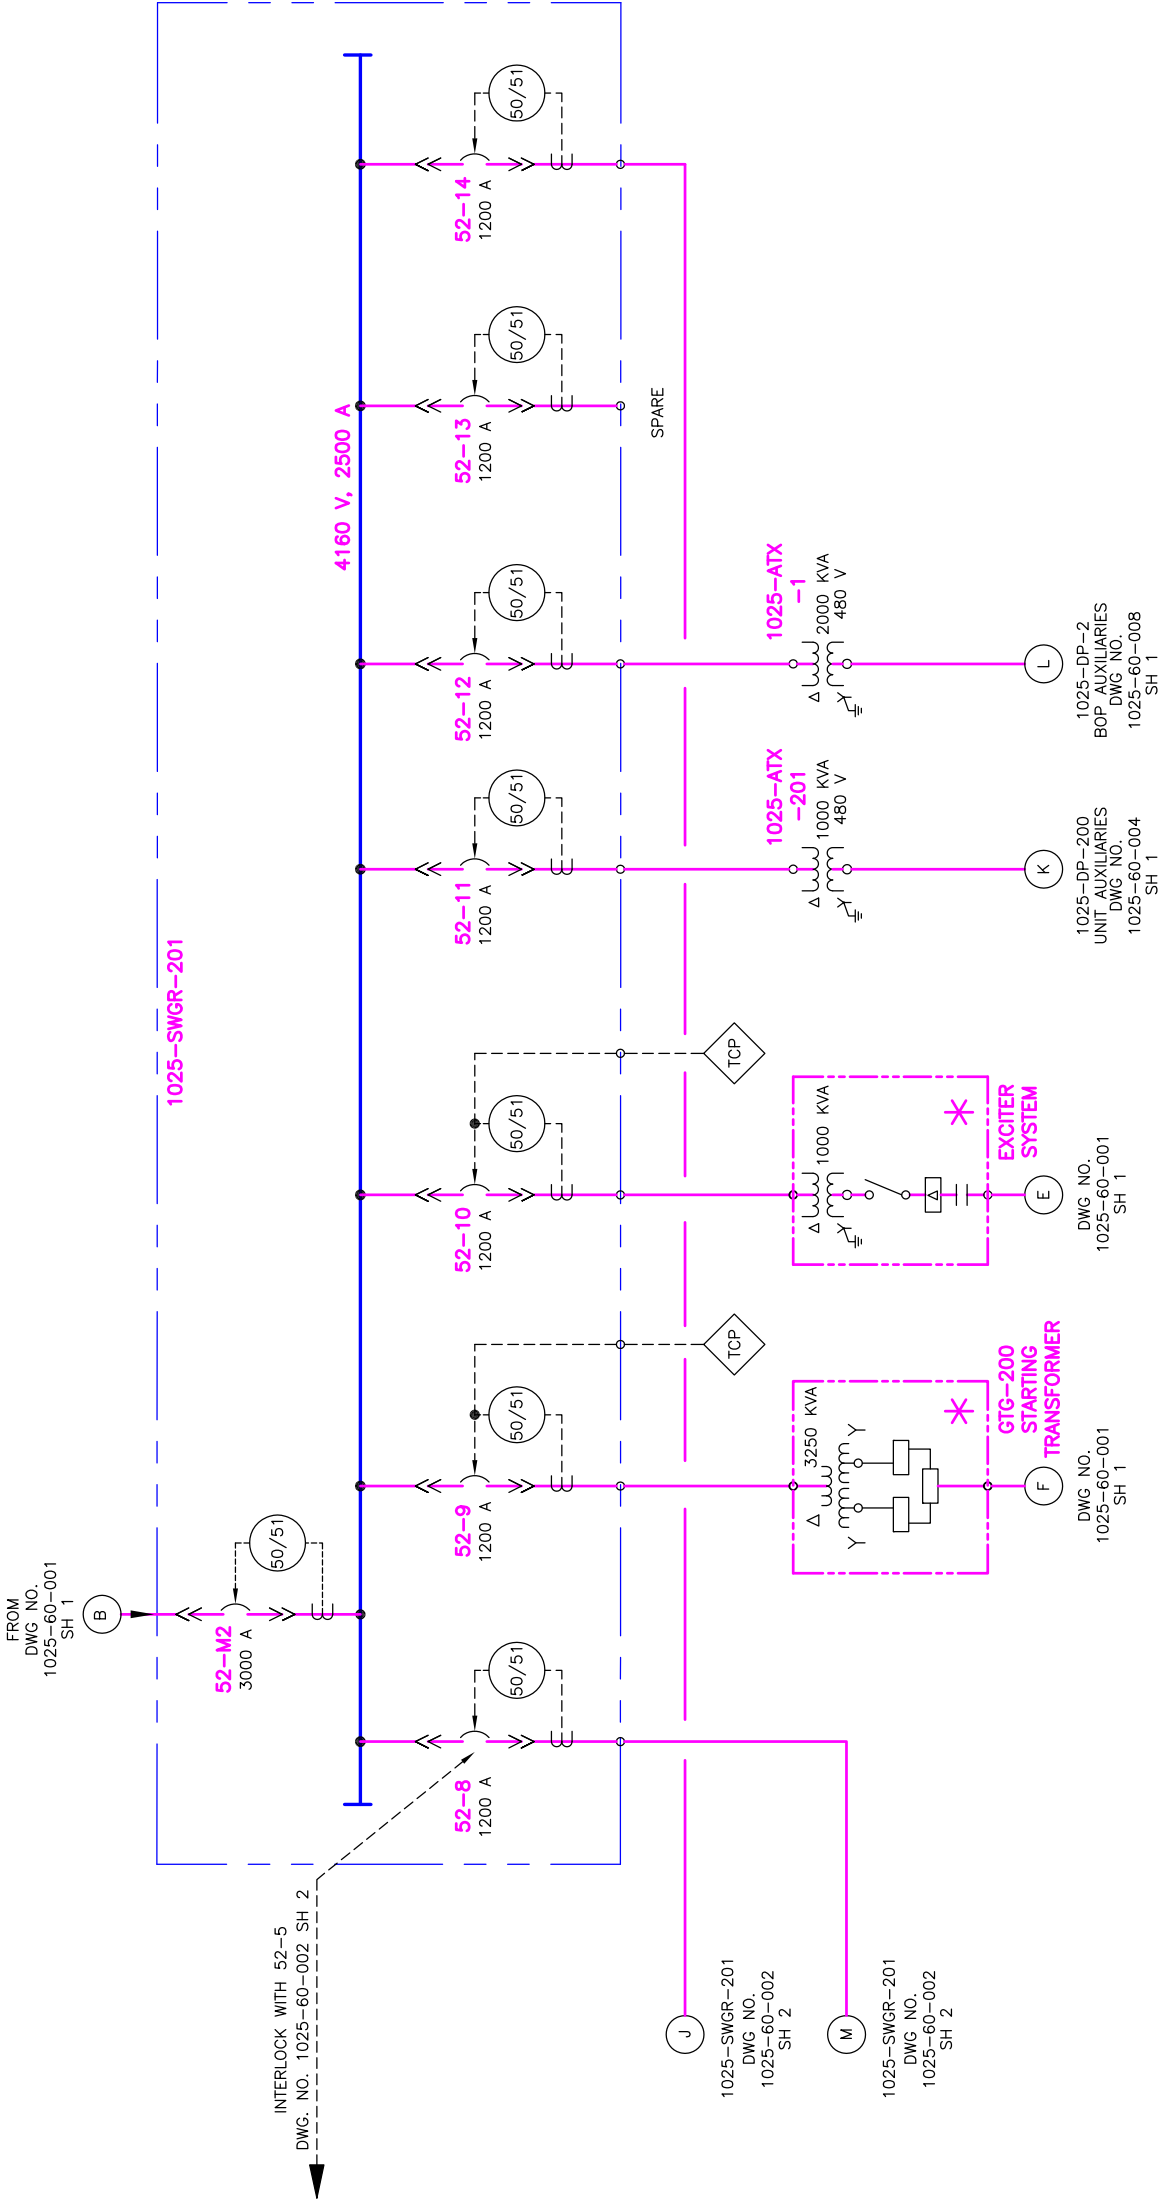 FROM
DWG NO.
1025-60-001
SH 1
B
52-M2
3000 A
50/51
1025-SWGR-201
4160 V, 2500 A
INTERLOCK WITH 52-5
DWG. NO. 1025-60-002 SH 2
52-8
1200 A
50/51
52-9
1200 A
50/51
52-10
1200 A
50/51
52-11
1200 A
50/51
52-12
1200 A
50/51
52-13
1200 A
50/51
52-14
1200 A
50/51
SPARE
TCP
TCP
3250 KVA
Δ
Y
Y
*
GTG-200
STARTING
TRANSFORMER
F
DWG NO.
1025-60-001
SH 1
1000 KVA
Δ
Y
Δ
*
EXCITER
SYSTEM
E
DWG NO.
1025-60-001
SH 1
1025-ATX
-201
1000 KVA
480 V
Δ
Y
K
1025-DP-200
UNIT AUXILIARIES
DWG NO.
1025-60-004
SH 1
1025-ATX
-1
2000 KVA
480 V
Δ
Y
L
1025-DP-2
BOP AUXILIARIES
DWG NO.
1025-60-008
SH 1
J
1025-SWGR-201
DWG NO.
1025-60-002
SH 2
M
1025-SWGR-201
DWG NO.
1025-60-002
SH 2